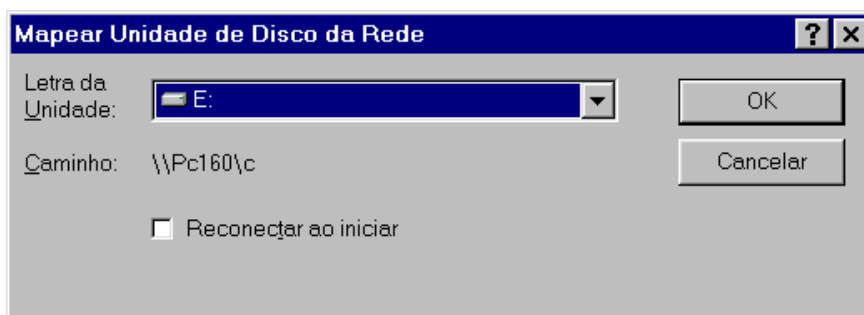 Mapear Unidade de Disco da Rede
Letra da
Unidade:
E:
OK
Caminho:
\\Pc160\c
Cancelar
Reconectar ao iniciar